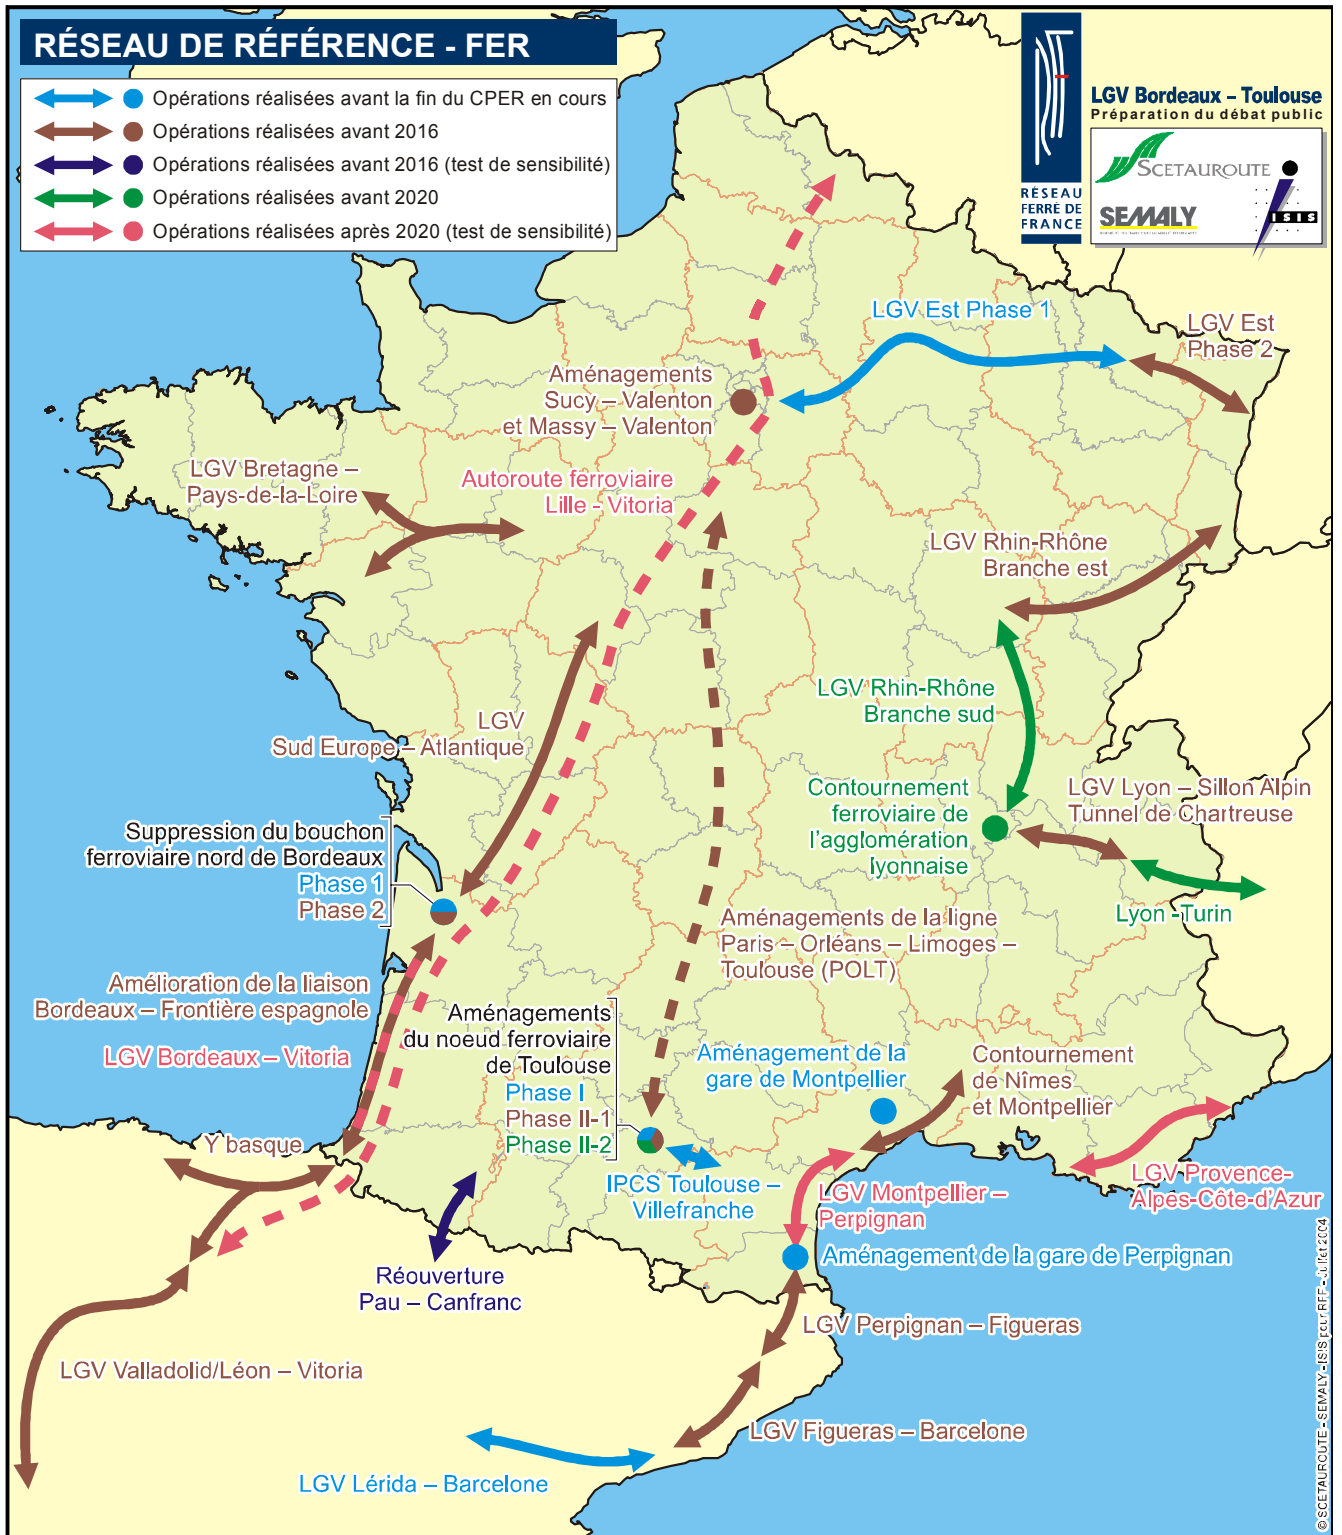 RÉSEAU DE RÉFÉRENCE - FER
Opérations réalisées avant la fin du CPER en cours
Opérations réalisées avant 2016
Opérations réalisées avant 2016 (test de sensibilité)
Opérations réalisées avant 2020
Opérations réalisées après 2020 (test de sensibilité)
RÉSEAU
FERRÉ DE
FRANCE
LGV Bordeaux – Toulouse
Préparation du débat public
SCETAUROUTE
SEMALY
ISIS
LGV Est Phase 1
LGV Est
Phase 2
Aménagements
Sucy – Valenton
et Massy – Valenton
LGV Bretagne –
Pays-de-la-Loire
Autoroute ferroviaire
Lille - Vitoria
LGV Rhin-Rhône
Branche est
LGV Rhin-Rhône
Branche sud
LGV
Sud Europe – Atlantique
Contournement
ferroviaire de
l'agglomération
lyonnaise
LGV Lyon – Sillon Alpin
Tunnel de Chartreuse
Lyon -Turin
Suppression du bouchon
ferroviaire nord de Bordeaux
Phase 1
Phase 2
Aménagements de la ligne
Paris – Orléans – Limoges –
Toulouse (POLT)
Amélioration de la liaison
Bordeaux – Frontière espagnole
LGV Bordeaux – Vitoria
Aménagements
du noeud ferroviaire
de Toulouse
Phase I
Phase II-1
Phase II-2
Aménagement de la
gare de Montpellier
Contournement
de Nîmes
et Montpellier
Y basque
IPCS Toulouse –
Villefranche
LGV Montpellier –
Perpignan
LGV Provence-
Alpes-Côte-d'Azur
Aménagement de la gare de Perpignan
Réouverture
Pau – Canfranc
LGV Perpignan – Figueras
LGV Valladolid/Léon – Vitoria
LGV Figueras – Barcelone
LGV Lérida – Barcelone
© SCETAUROUTE - SEMALY - ISIS pour RFF - Juillet 2004